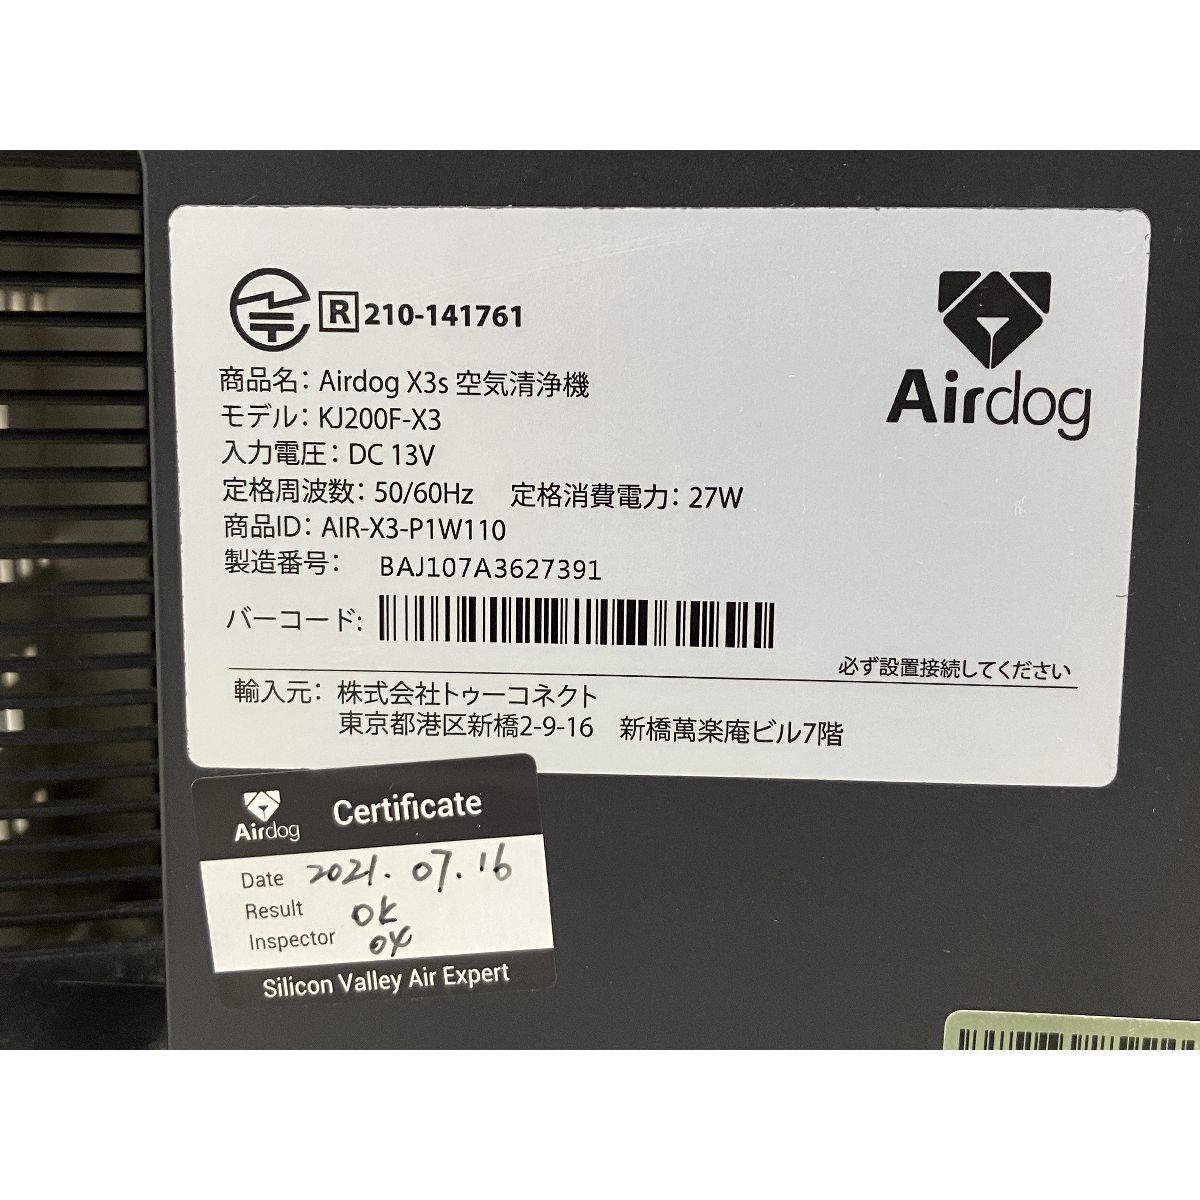 R 210-141761
Airdog
商品名: Airdog X3s 空気清浄機
モデル: KJ200F-X3
入力電圧: DC 13V
定格周波数: 50/60Hz 定格消費電力: 27W
商品ID: AIR-X3-P1W110
製造番号: BAJ107A3627391
バーコード:
必ず設置接続してください
輸入元: 株式会社トゥーコネクト
東京都港区新橋2-9-16 新橋萬楽庵ビル7階
Airdog Certificate
Date 2021.07.16
Result OK
Inspector 04
Silicon Valley Air Expert